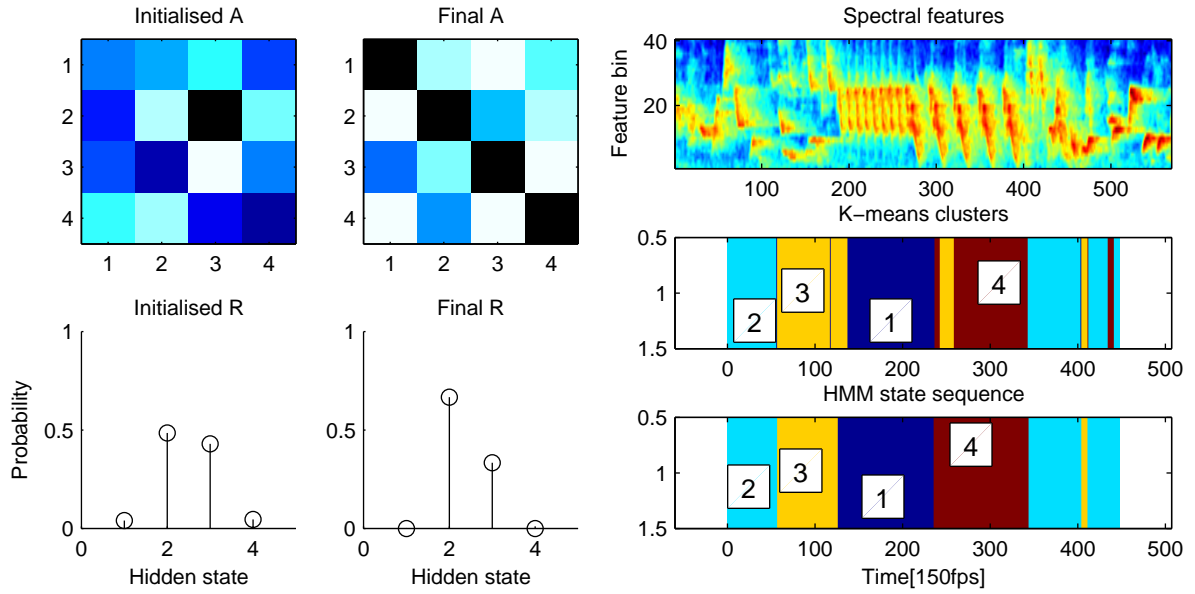 Initialised A
1
2
3
4
1 2 3 4
Final A
1
2
3
4
1 2 3 4
Initialised R
Probability
1
0.5
0
0 2 4
Hidden state
Final R
1
0.5
0
0 2 4
Hidden state
Spectral features
Feature bin
40
20
100 200 300 400 500
K−means clusters
0.5
1
1.5
2
3
1
4
0 100 200 300 400 500
HMM state sequence
0.5
1
1.5
2
3
1
4
0 100 200 300 400 500
Time[150fps]